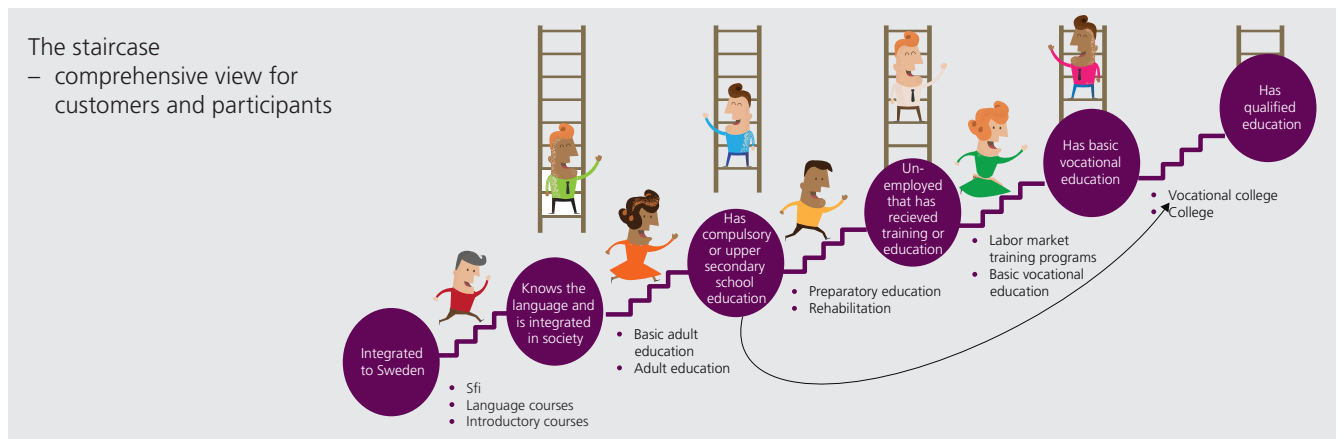 The staircase
– comprehensive view for
customers and participants
Integrated
to Sweden
• Sfi
• Language courses
• Introductory courses
Knows the
language and
is integrated
in society
• Basic adult
education
• Adult education
Has
compulsory
or upper
secondary
school
education
• Preparatory education
• Rehabilitation
Un-
employed
that has
recieved
training or
education
• Labor market
training programs
• Basic vocational
education
Has basic
vocational
education
• Vocational college
• College
Has
qualified
education